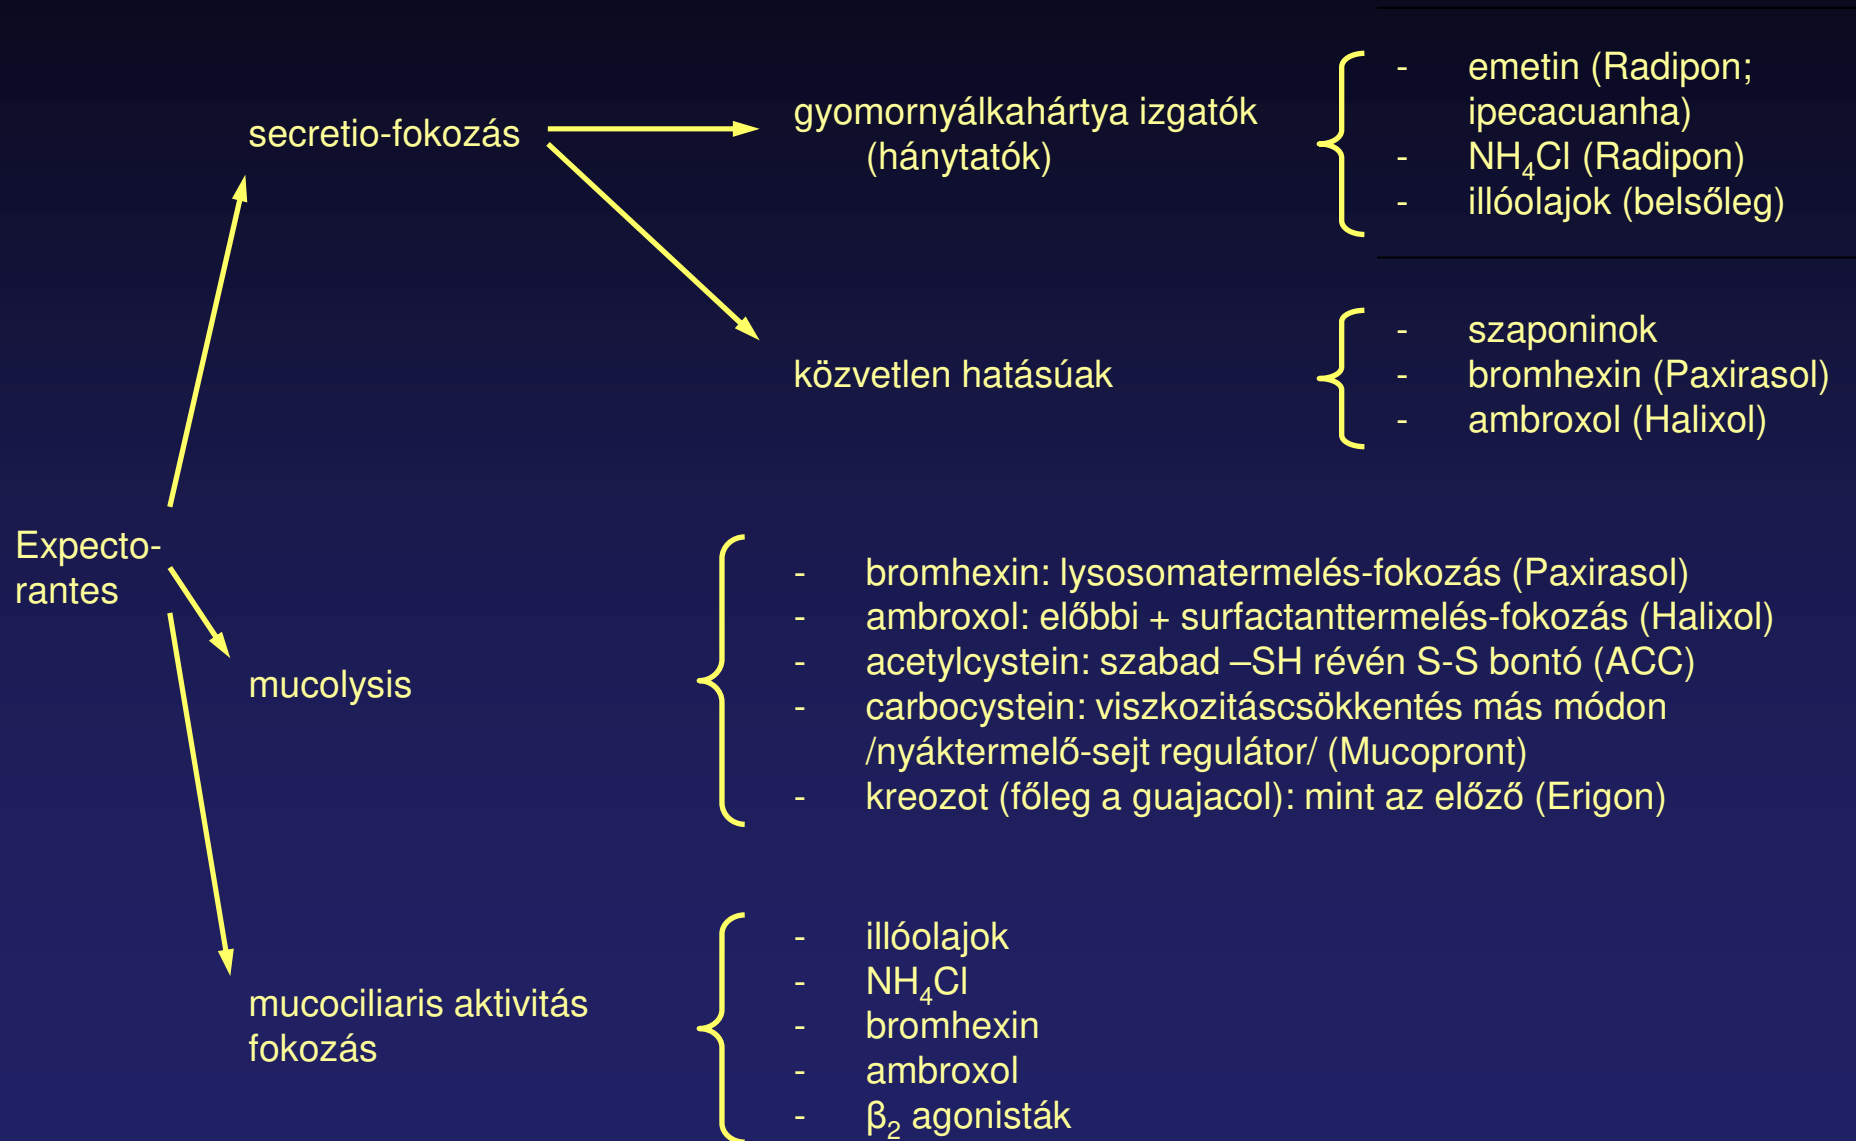 Expecto-
rantes
secretio-fokozás
gyomornyálkahártya izgatók
(hánytatók)
- emetin (Radipon;
ipecacuanha)
- NH₄Cl (Radipon)
- illóolajok (belsőleg)
közvetlen hatásúak
- szaponinok
- bromhexin (Paxirasol)
- ambroxol (Halixol)
mucolysis
- bromhexin: lysosomatermelés-fokozás (Paxirasol)
- ambroxol: előbbi + surfactanttermelés-fokozás (Halixol)
- acetylcystein: szabad –SH révén S-S bontó (ACC)
- carbocystein: viszkozitáscsökkentés más módon
/nyáktermelő-sejt regulátor/ (Mucopront)
- kreozot (főleg a guajacol): mint az előző (Erigon)
mucociliaris aktivitás
fokozás
- illóolajok
- NH₄Cl
- bromhexin
- ambroxol
- β₂ agonisták